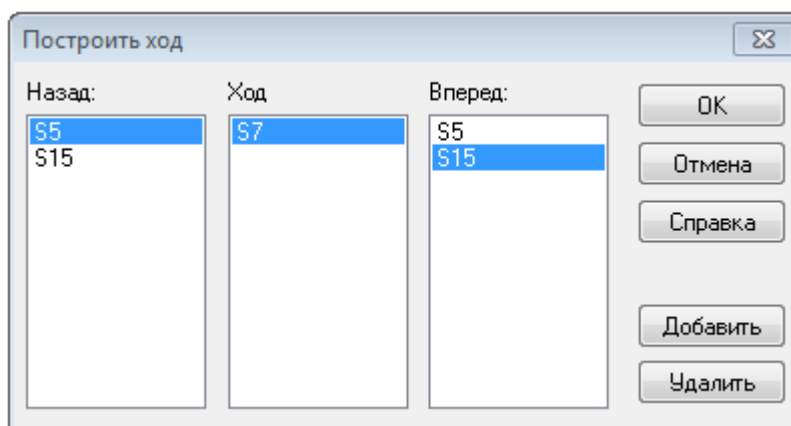 Построить ход
Назад:
S5
S15
Ход
S7
Вперед:
S5
S15
OK
Отмена
Справка
Добавить
Удалить